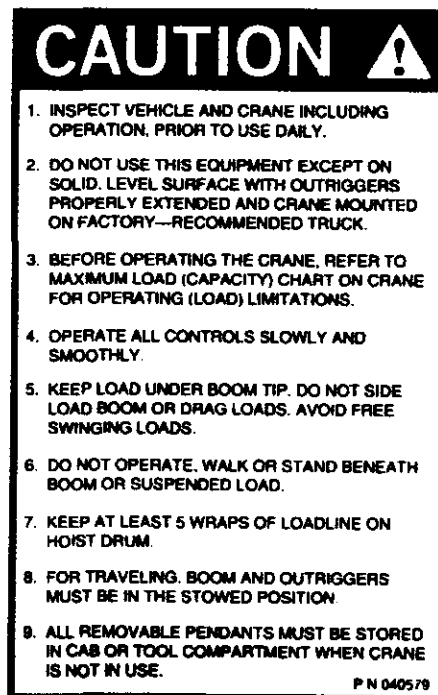 CAUTION
1. INSPECT VEHICLE AND CRANE INCLUDING
OPERATION, PRIOR TO USE DAILY.
2. DO NOT USE THIS EQUIPMENT EXCEPT ON
SOLID, LEVEL SURFACE WITH OUTRIGGERS
PROPERLY EXTENDED AND CRANE MOUNTED
ON FACTORY—RECOMMENDED TRUCK.
3. BEFORE OPERATING THE CRANE, REFER TO
MAXIMUM LOAD (CAPACITY) CHART ON CRANE
FOR OPERATING (LOAD) LIMITATIONS.
4. OPERATE ALL CONTROLS SLOWLY AND
SMOOTHLY.
5. KEEP LOAD UNDER BOOM TIP. DO NOT SIDE
LOAD BOOM OR DRAG LOADS. AVOID FREE
SWINGING LOADS.
6. DO NOT OPERATE, WALK OR STAND BENEATH
BOOM OR SUSPENDED LOAD.
7. KEEP AT LEAST 5 WRAPS OF LOADLINE ON
HOIST DRUM.
8. FOR TRAVELING, BOOM AND OUTRIGGERS
MUST BE IN THE STOWED POSITION
9. ALL REMOVABLE PENDANTS MUST BE STORED
IN CAB OR TOOL COMPARTMENT WHEN CRANE
IS NOT IN USE.
P N 040579